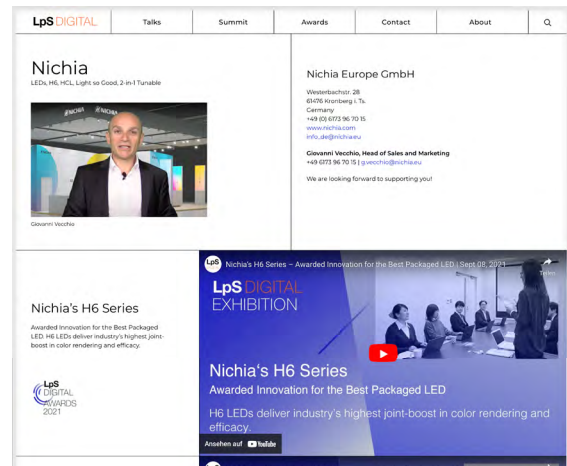 LpS DIGITAL
Talks
Summit
Awards
Contact
About
Nichia
LEDs, H6, HCL, Light so Good, 2-in-1 Tunable
NICHIA
NICHIA
Giovanni Vecchio
Nichia Europe GmbH
Westerbachstr. 28
61476 Kronberg i. Ts.
Germany
+49 (0) 6173 96 70 15
www.nichia.com
info_de@nichia.eu
Giovanni Vecchio, Head of Sales and Marketing
+49 6173 96 70 15 | g.vecchio@nichia.eu
We are looking forward to supporting you!
Nichia's H6 Series
Awarded Innovation for the Best Packaged
LED. H6 LEDs deliver industry's highest joint-
boost in color rendering and efficacy.
LpS
DIGITAL
AWARDS
2021
LpS
Nichia's H6 Series – Awarded Innovation for the Best Packaged LED | Sept 08, 2021
Teilen
LpS DIGITAL
EXHIBITION
Nichia's H6 Series
Awarded Innovation for the Best Packaged LED
H6 LEDs deliver industry's highest joint-boost in color rendering and
efficacy.
Ansehen auf YouTube